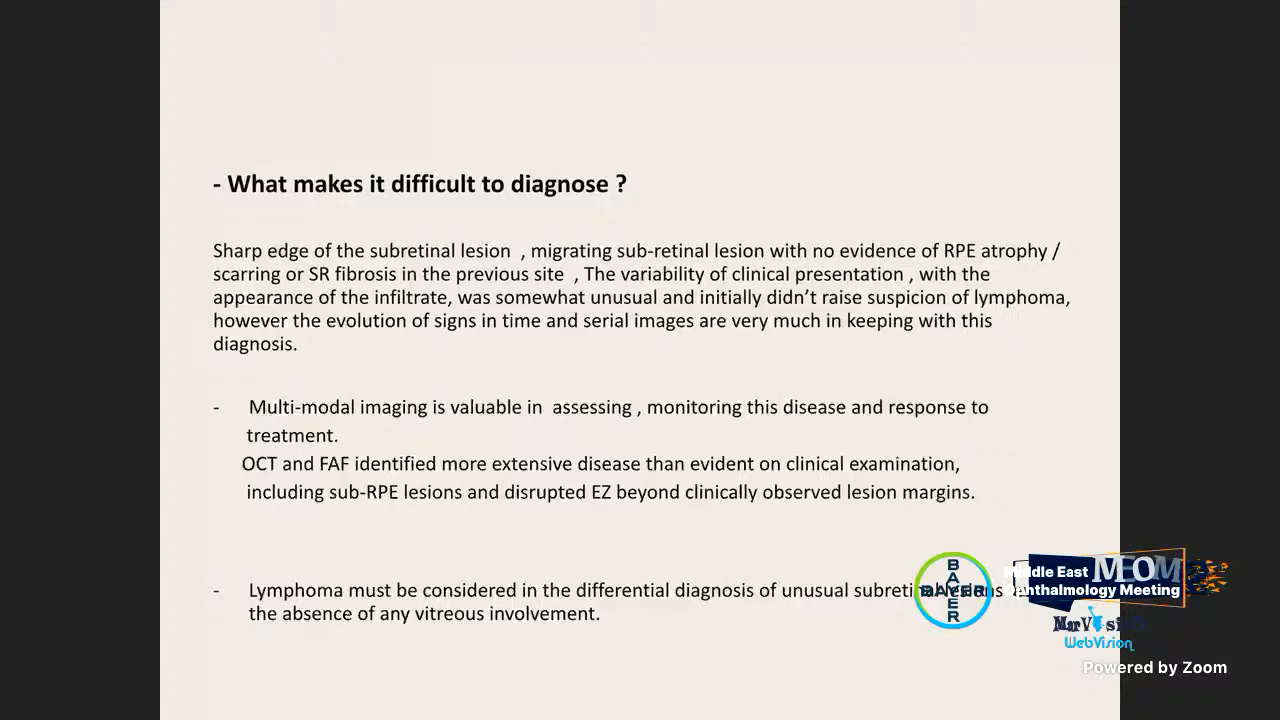 - What makes it difficult to diagnose ?
Sharp edge of the subretinal lesion , migrating sub-retinal lesion with no evidence of RPE atrophy /
scarring or SR fibrosis in the previous site , The variability of clinical presentation , with the
appearance of the infiltrate, was somewhat unusual and initially didn't raise suspicion of lymphoma,
however the evolution of signs in time and serial images are very much in keeping with this
diagnosis.
- Multi-modal imaging is valuable in assessing , monitoring this disease and response to
treatment.
OCT and FAF identified more extensive disease than evident on clinical examination,
including sub-RPE lesions and disrupted EZ beyond clinically observed lesion margins.
- Lymphoma must be considered in the differential diagnosis of unusual
the absence of any vitreous involvement.
BAYER
BAYER
Middle East MEOM
Ophthalmology Meeting
WebVision
Powered by Zoom